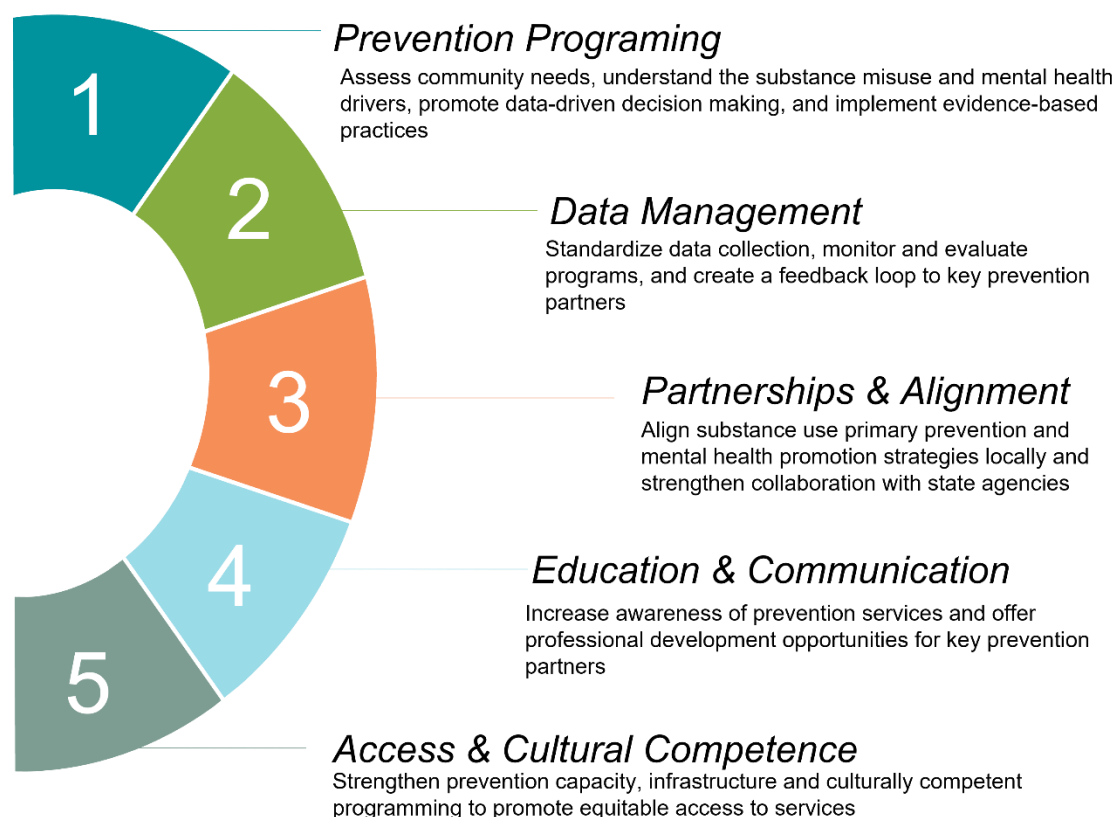 1
Prevention Programing
Assess community needs, understand the substance misuse and mental health
drivers, promote data-driven decision making, and implement evidence-based
practices
2
Data Management
Standardize data collection, monitor and evaluate
programs, and create a feedback loop to key prevention
partners
3
Partnerships & Alignment
Align substance use primary prevention and
mental health promotion strategies locally and
strengthen collaboration with state agencies
4
Education & Communication
Increase awareness of prevention services and offer
professional development opportunities for key prevention
partners
5
Access & Cultural Competence
Strengthen prevention capacity, infrastructure and culturally competent
programming to promote equitable access to services